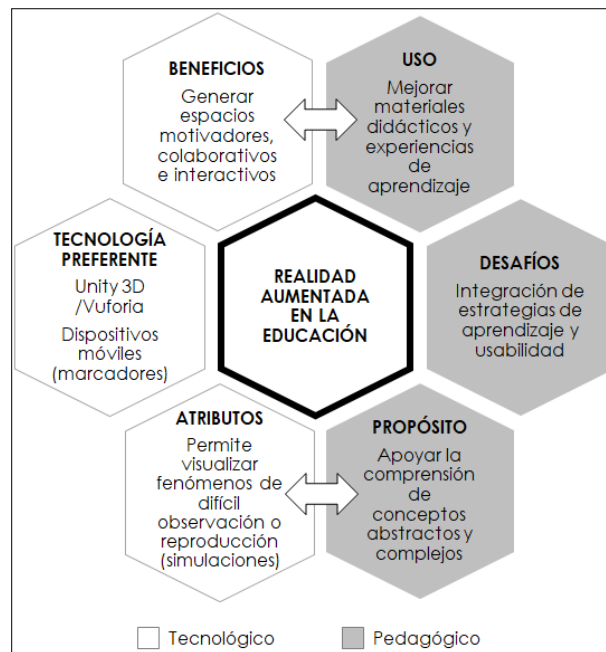 BENEFICIOS
Generar
espacios
motivadores,
colaborativos
e interactivos
USO
Mejorar
materiales
didácticos y
experiencias
de
aprendizaje
TECNOLOGÍA
PREFERENTE
Unity 3D
/Vuforia
Dispositivos
móviles
(marcadores)
REALIDAD
AUMENTADA
EN LA
EDUCACIÓN
DESAFÍOS
Integración de
estrategias de
aprendizaje y
usabilidad
ATRIBUTOS
Permite
visualizar
fenómenos de
difícil
observación o
reproducción
(simulaciones)
PROPÓSITO
Apoyar la
comprensión
de
conceptos
abstractos y
complejos
Tecnológico
Pedagógico